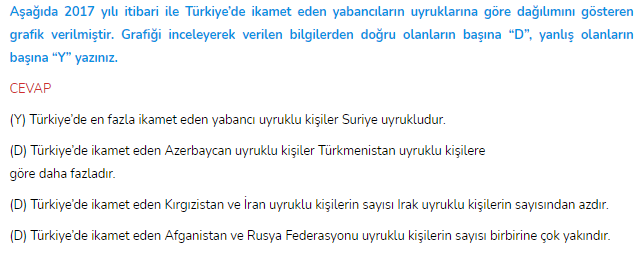 Aşağıda 2017 yılı itibari ile Türkiye’de ikamet eden yabancıların uyruklarına göre dağılımını gösteren
grafik verilmiştir. Grafiği inceleyerek verilen bilgilerden doğru olanların başına “D”, yanlış olanların
başına “Y” yazınız.
CEVAP
(Y) Türkiye’de en fazla ikamet eden yabancı uyruklu kişiler Suriye uyrukludur.
(D) Türkiye’de ikamet eden Azerbaycan uyruklu kişiler Türkmenistan uyruklu kişilere
göre daha fazladır.
(D) Türkiye’de ikamet eden Kırgızistan ve İran uyruklu kişilerin sayısı Irak uyruklu kişilerin sayısından azdır.
(D) Türkiye’de ikamet eden Afganistan ve Rusya Federasyonu uyruklu kişilerin sayısı birbirine çok yakındır.